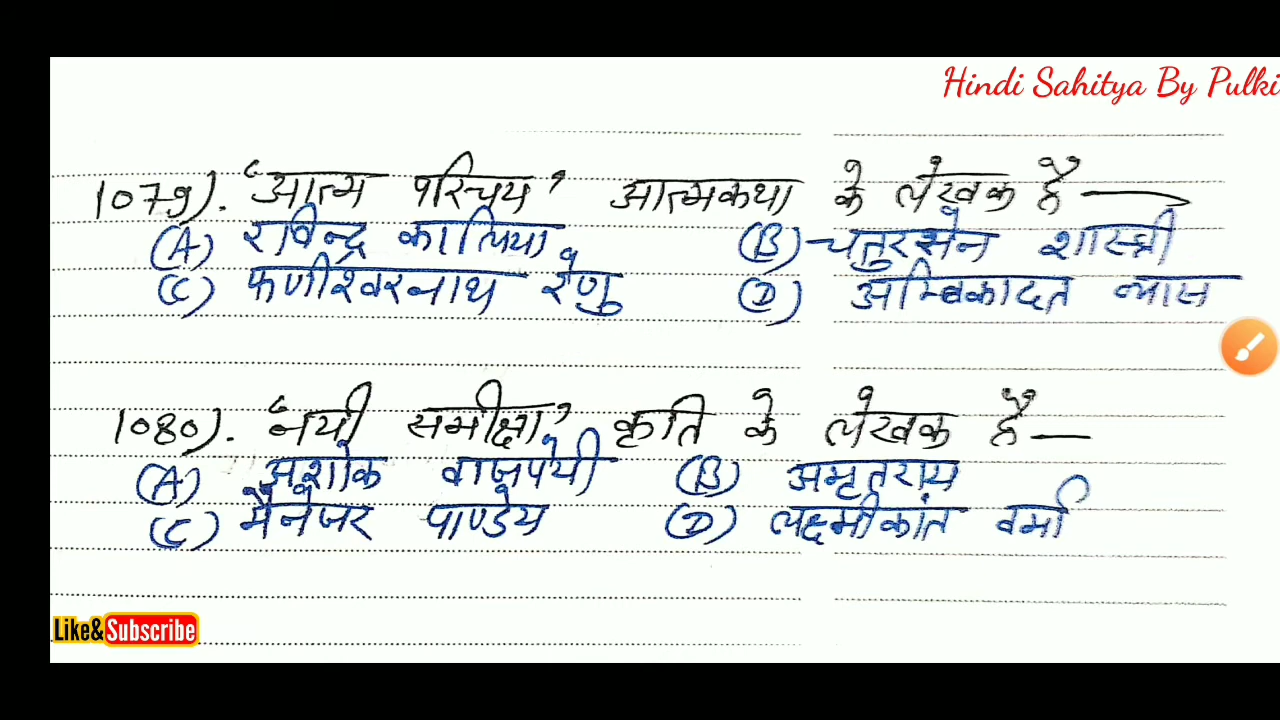 Hindi Sahitya By Pulki
1079). 'आत्म परिचय' आत्मकथा के लेखक है —
(A) रविन्द्र कालिया (B) चतुरसेन शास्त्री
(C) फणीश्वरनाथ रेणु (D) अम्बिकादत व्यास
1080). 'नयी समीक्षा' कृति के लेखक हैं —
(A) अशोक वाजपेयी (B) अमृतराय
(C) मैनेजर पाण्डेय (D) लक्ष्मीकांत वर्मा
Like& Subscribe